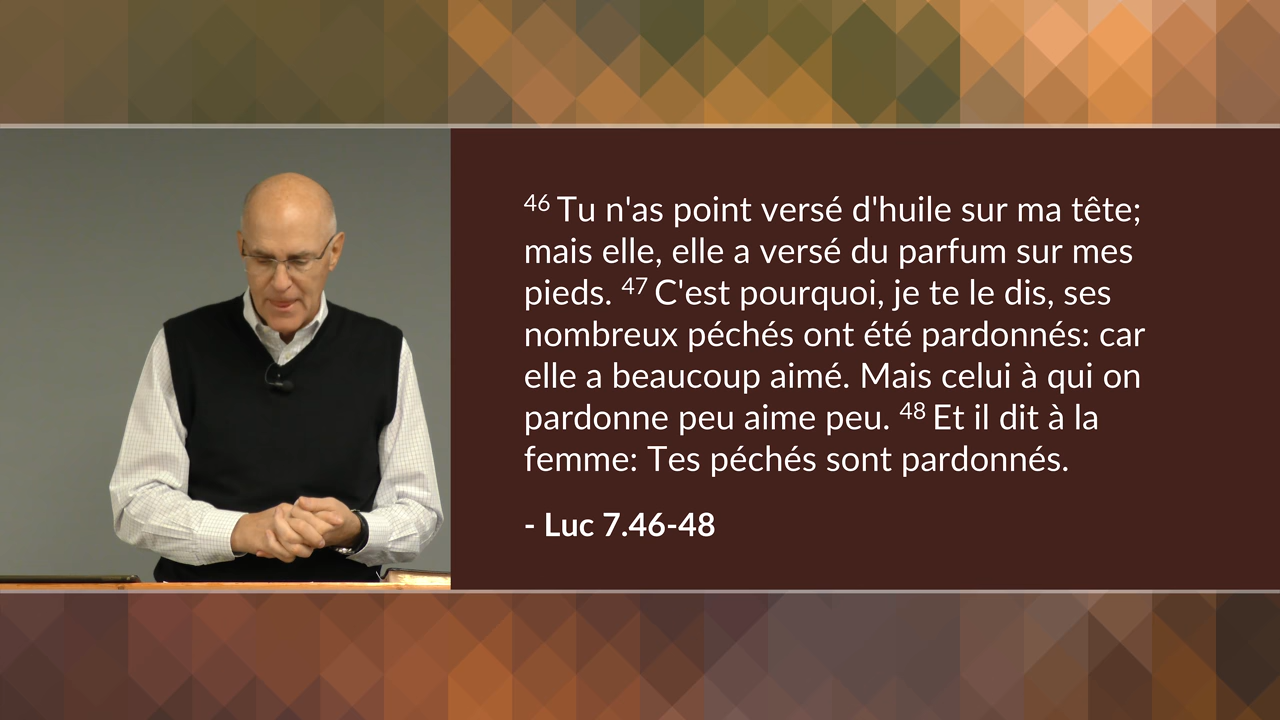 46 Tu n'as point versé d'huile sur ma tête;
mais elle, elle a versé du parfum sur mes
pieds. 47 C'est pourquoi, je te le dis, ses
nombreux péchés ont été pardonnés: car
elle a beaucoup aimé. Mais celui à qui on
pardonne peu aime peu. 48 Et il dit à la
femme: Tes péchés sont pardonnés.
- Luc 7.46-48